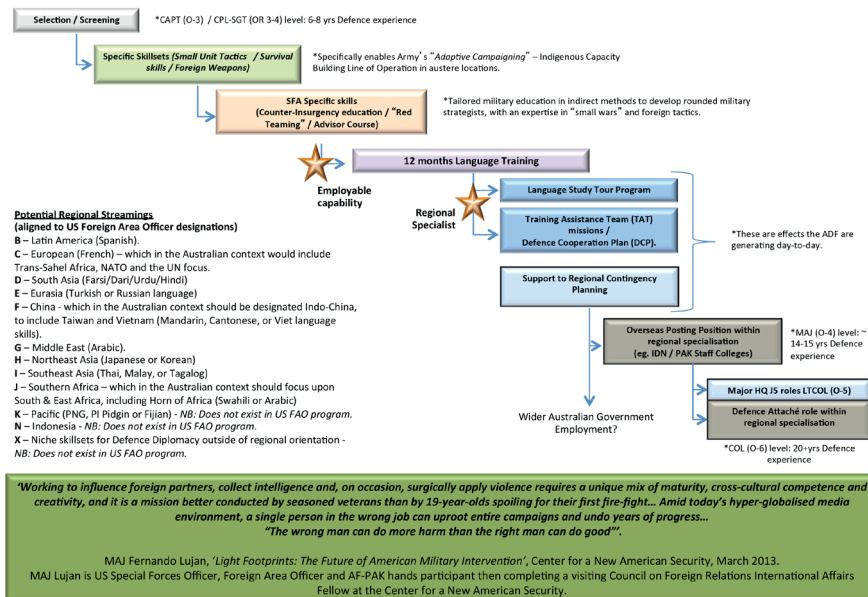 Selection / Screening
*CAPT (O-3) / CPL-SGT (OR 3-4) level: 6-8 yrs Defence experience
Specific Skillsets (Small Unit Tactics / Survival
skills / Foreign Weapons)
*Specifically enables Army's "Adaptive Campaigning" – Indigenous Capacity
Building Line of Operation in austere locations.
SFA Specific skills
(Counter-Insurgency education / "Red
Teaming" / Advisor Course)
*Tailored military education in indirect methods to develop rounded military
strategists, with an expertise in "small wars" and foreign tactics.
12 months Language Training
Employable
capability
Regional
Specialist
Language Study Tour Program
Training Assistance Team (TAT)
missions /
Defence Cooperation Plan (DCP).
*These are effects the ADF are
generating day-to-day.
Support to Regional Contingency
Planning
Overseas Posting Position within
regional specialisation
(eg. IDN / PAK Staff Colleges)
*MAJ (O-4) level: ~
14-15 yrs Defence
experience
Major HQ J5 roles LTCOL (O-5)
Defence Attaché role within
regional specialisation
*COL (O-6) level: 20+yrs Defence
experience
Wider Australian Government
Employment?
Potential Regional Streamings
(aligned to US Foreign Area Officer designations)
B – Latin America (Spanish).
C – European (French) – which in the Australian context would include
Trans-Sahel Africa, NATO and the UN focus.
D – South Asia (Farsi/Dari/Urdu/Hindi)
E – Eurasia (Turkish or Russian language)
F – China - which in the Australian context should be designated Indo-China,
to include Taiwan and Vietnam (Mandarin, Cantonese, or Viet language
skills).
G – Middle East (Arabic).
H – Northeast Asia (Japanese or Korean)
I – Southeast Asia (Thai, Malay, or Tagalog)
J – Southern Africa – which in the Australian context should focus upon
South & East Africa, including Horn of Africa (Swahili or Arabic)
K – Pacific (PNG, PI Pidgin or Fijian) - NB: Does not exist in US FAO program.
N – Indonesia - NB: Does not exist in US FAO program.
X – Niche skillsets for Defence Diplomacy outside of regional orientation -
NB: Does not exist in US FAO program.
'Working to influence foreign partners, collect intelligence and, on occasion, surgically apply violence requires a unique mix of maturity, cross-cultural competence and
creativity, and it is a mission better conducted by seasoned veterans than by 19-year-olds spoiling for their first fire-fight... Amid today's hyper-globalised media
environment, a single person in the wrong job can uproot entire campaigns and undo years of progress...
"The wrong man can do more harm than the right man can do good"'.
MAJ Fernando Lujan, 'Light Footprints: The Future of American Military Intervention', Center for a New American Security, March 2013.
MAJ Lujan is US Special Forces Officer, Foreign Area Officer and AF-PAK hands participant then completing a visiting Council on Foreign Relations International Affairs
Fellow at the Center for a New American Security.